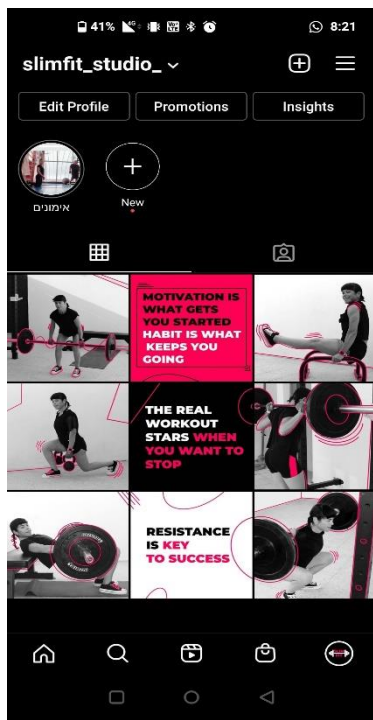 41% 4G 8:21
slimfit_studio_
Edit Profile Promotions Insights
אימונים
New
MOTIVATION IS
WHAT GETS
YOU STARTED
HABIT IS WHAT
KEEPS YOU
GOING
THE REAL
WORKOUT
STARS WHEN
YOU WANT TO
STOP
RESISTANCE
IS KEY
TO SUCCESS